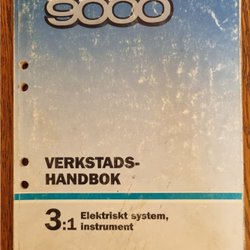 9000
VERKSTADS-
HANDBOK
3:1 Elektriskt system,
instrument